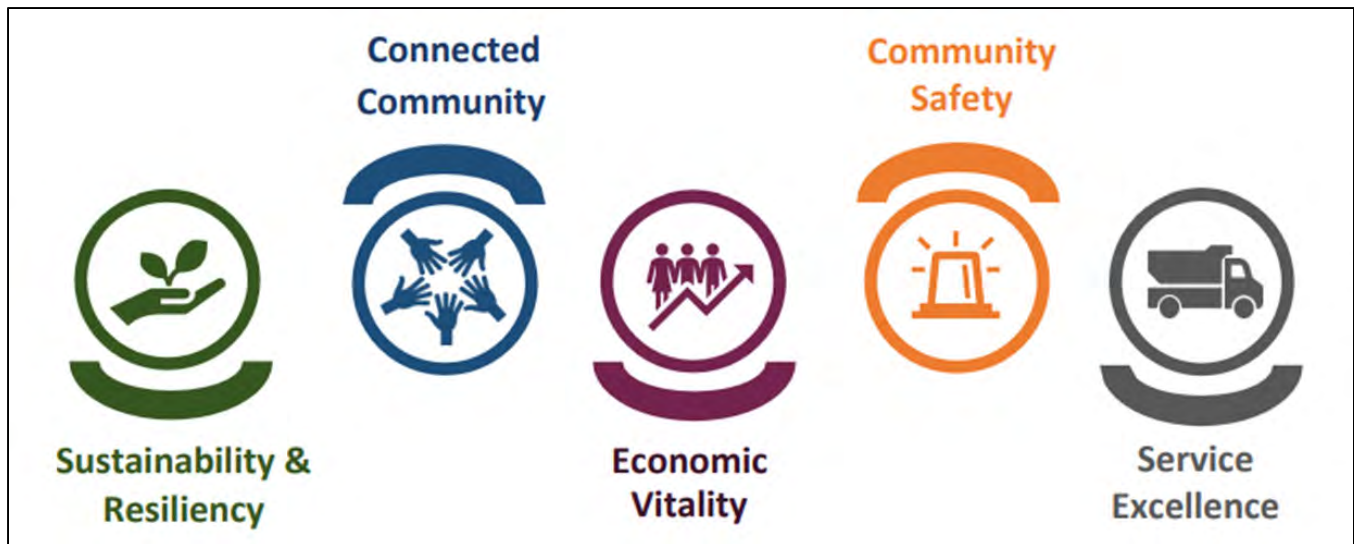 Connected
Community
Community
Safety
Sustainability &
Resiliency
Economic
Vitality
Service
Excellence